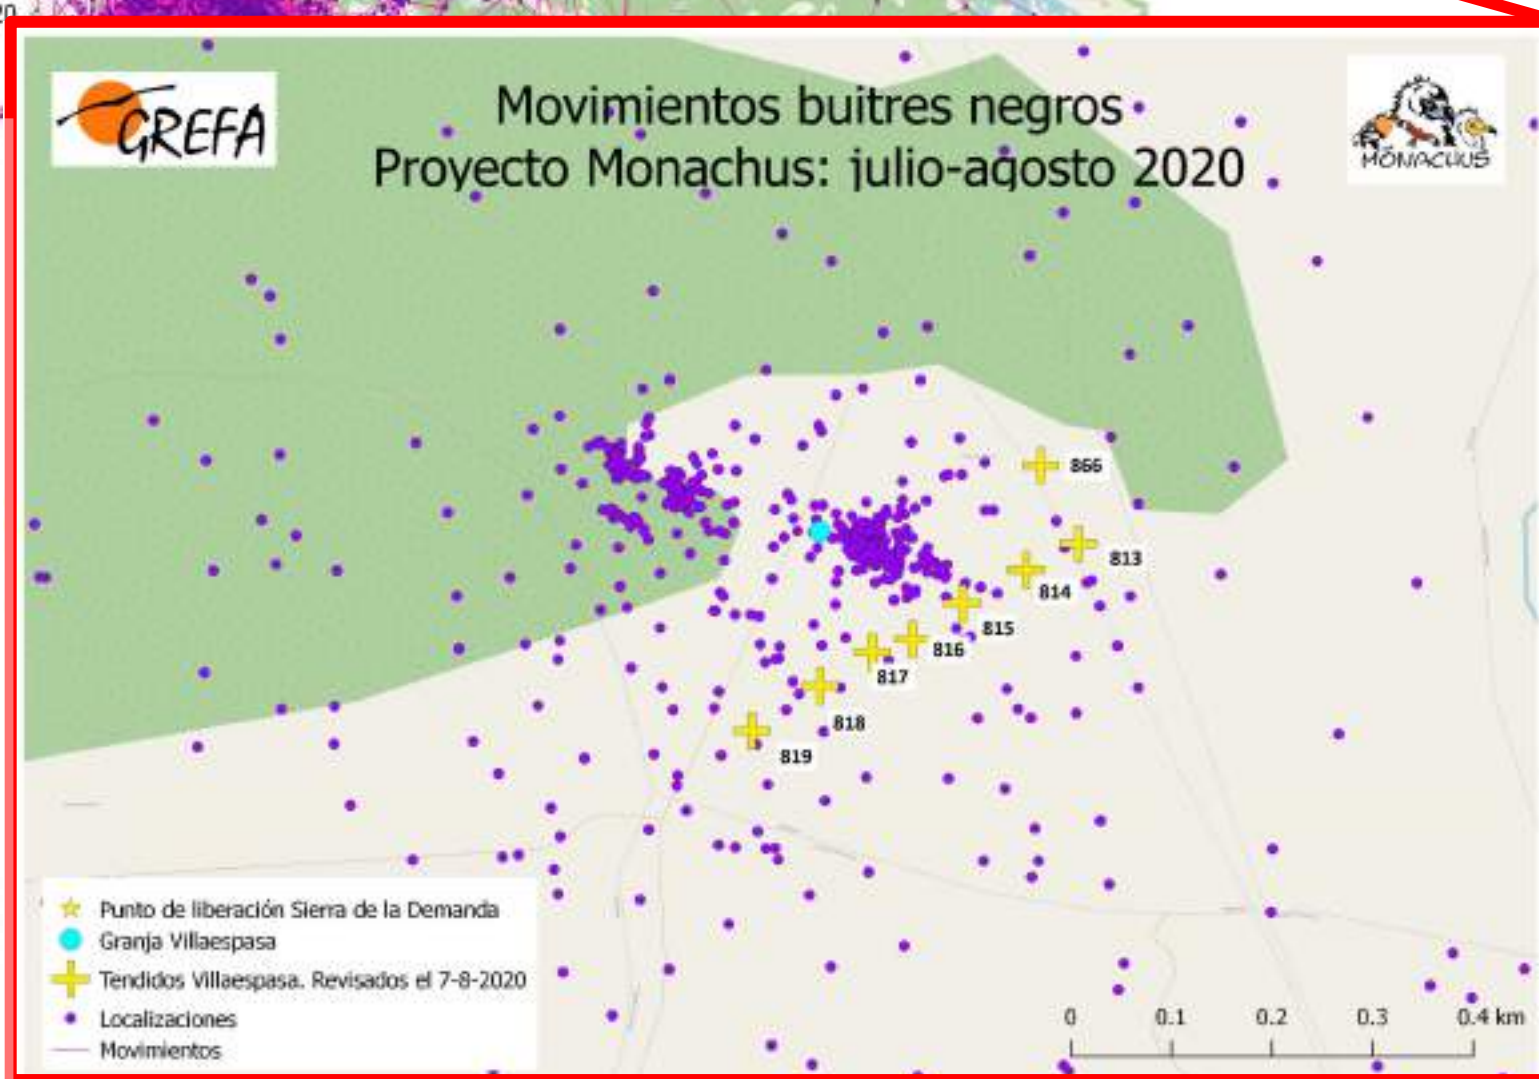 GREFA
Movimientos buitres negros
Proyecto Monachus: julio-agosto 2020
MONACHUS
866
813
814
815
816
817
818
819
Punto de liberación Sierra de la Demanda
Granja Villaespasa
Tendidos Villaespasa. Revisados el 7-8-2020
Localizaciones
Movimientos
0 0.1 0.2 0.3 0.4 km